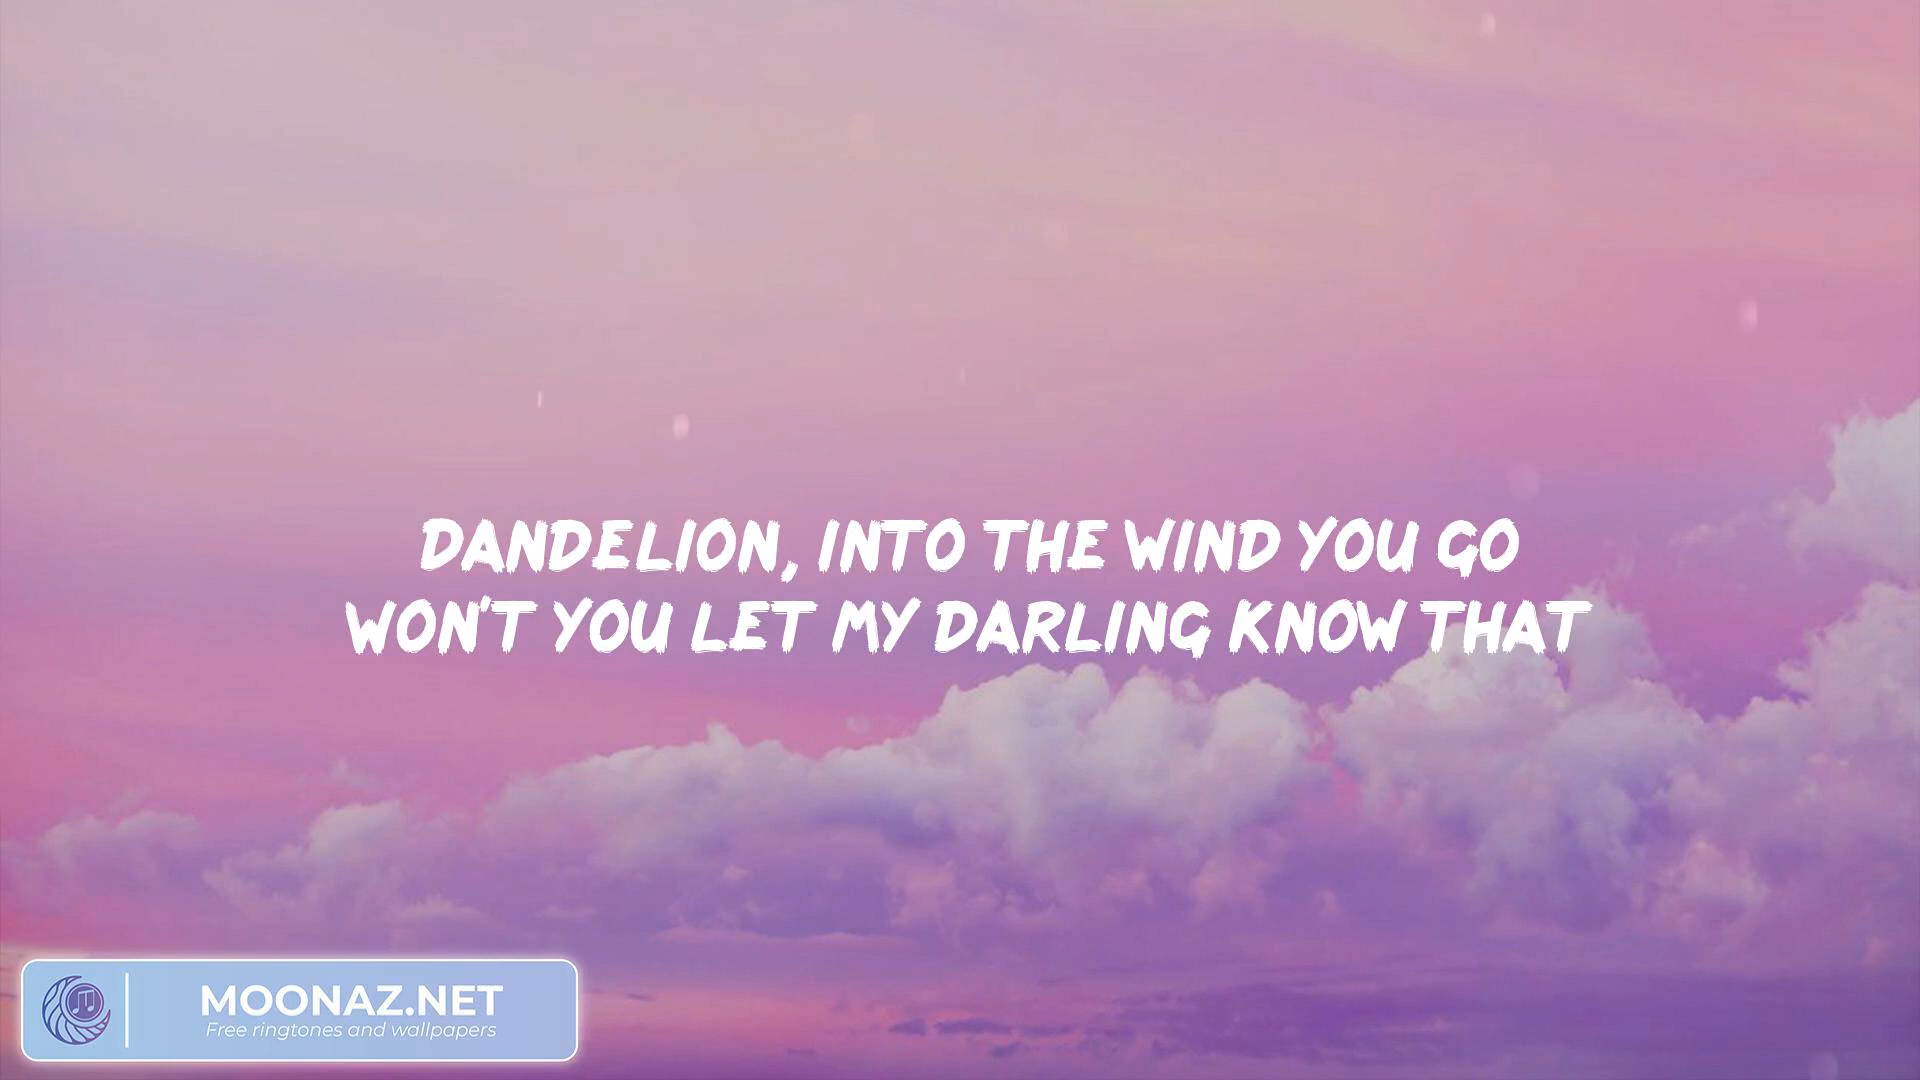 DANDELION, INTO THE WIND YOU GO
WON'T YOU LET MY DARLING KNOW THAT
MOONAZ.NET
Free ringtones and wallpapers